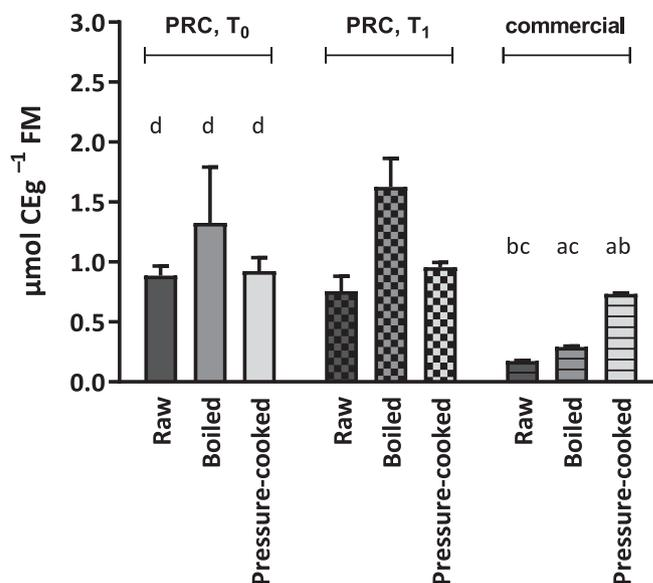 PRC, T₀ PRC, T₁ commercial
µmol CEg ⁻¹ FM
3.0
2.5
2.0
1.5
1.0
0.5
0.0
d d d
bc ac ab
Raw Boiled Pressure-cooked Raw Boiled Pressure-cooked Raw Boiled Pressure-cooked